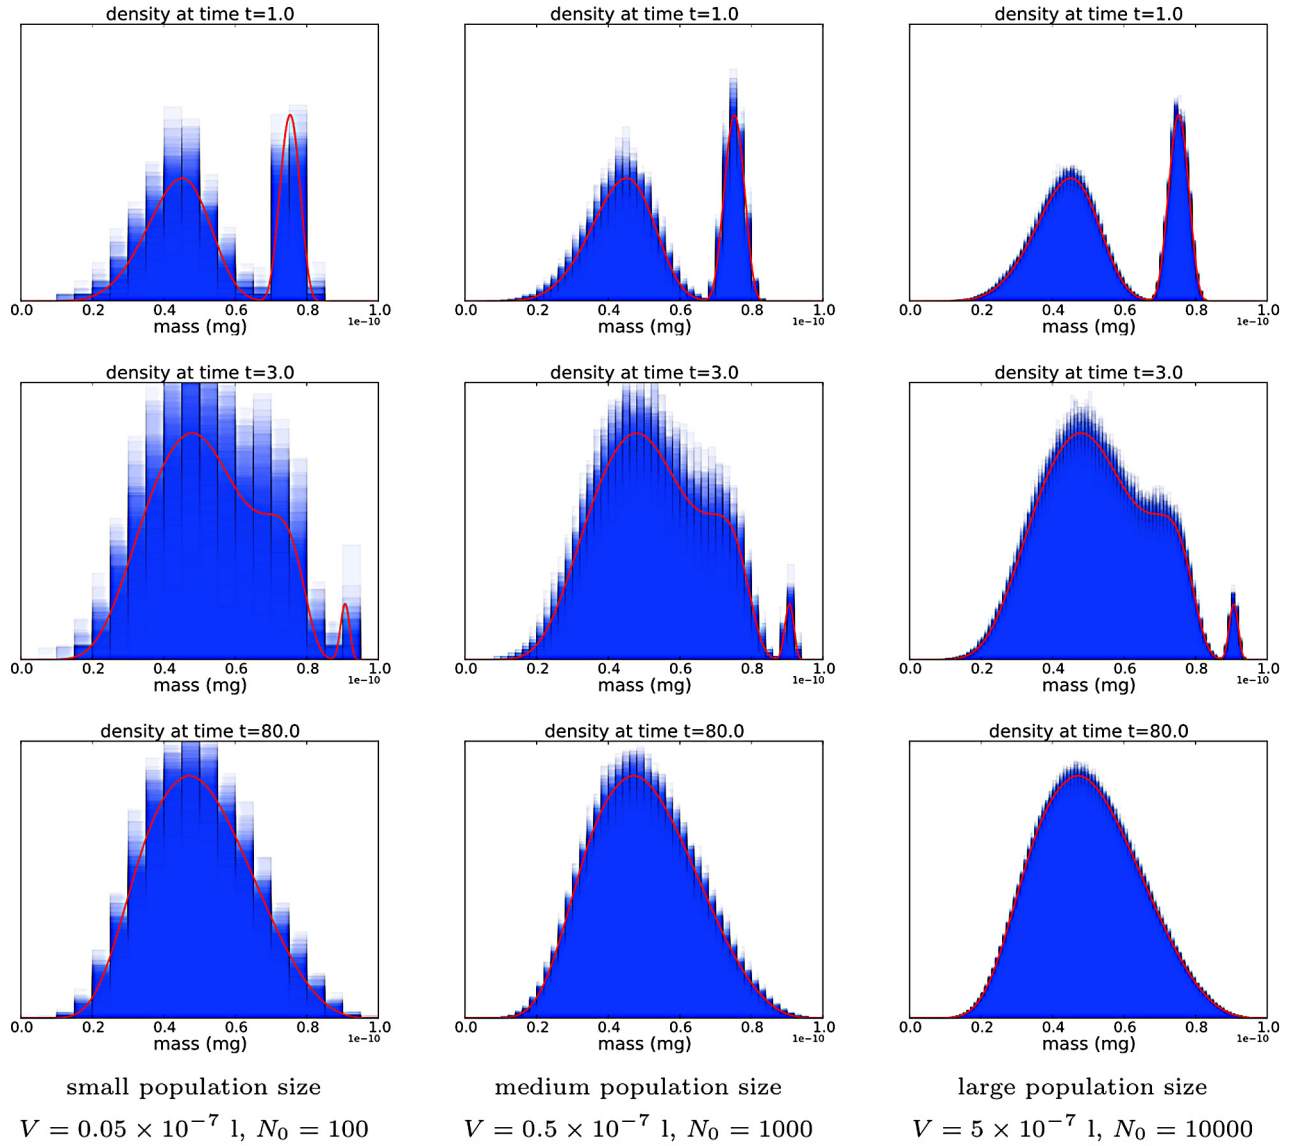 density at time t=1.0 density at time t=1.0 density at time t=1.0
0.0 0.2 0.4 0.6 0.8 1.0 0.0 0.2 0.4 0.6 0.8 1.0 0.0 0.2 0.4 0.6 0.8 1.0
mass (mg) 1e−10 mass (mg) 1e−10 mass (mg) 1e−10
density at time t=3.0 density at time t=3.0 density at time t=3.0
0.0 0.2 0.4 0.6 0.8 1.0 0.0 0.2 0.4 0.6 0.8 1.0 0.0 0.2 0.4 0.6 0.8 1.0
mass (mg) 1e−10 mass (mg) 1e−10 mass (mg) 1e−10
density at time t=80.0 density at time t=80.0 density at time t=80.0
0.0 0.2 0.4 0.6 0.8 1.0 0.0 0.2 0.4 0.6 0.8 1.0 0.0 0.2 0.4 0.6 0.8 1.0
mass (mg) 1e−10 mass (mg) 1e−10 mass (mg) 1e−10
small population size medium population size large population size
V = 0.05 × 10⁻⁷ l, N₀ = 100 V = 0.5 × 10⁻⁷ l, N₀ = 1000 V = 5 × 10⁻⁷ l, N₀ = 10000